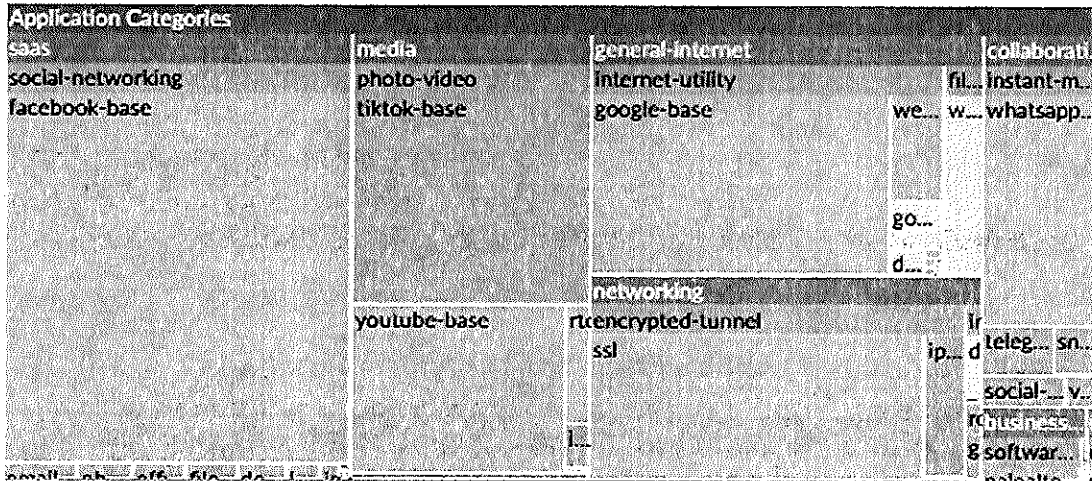 Application Categories
saas
social-networking
facebook-base
media
photo-video
tiktok-base
youtube-base
general-internet
internet-utility
fil...
google-base
we...
w...
go...
d...
networking
encrypted-tunnel
ssl
ip...
d
g
collaborati
instant-m...
whatsapp...
teleg...
sn...
social-...
v...
business...
softwar...